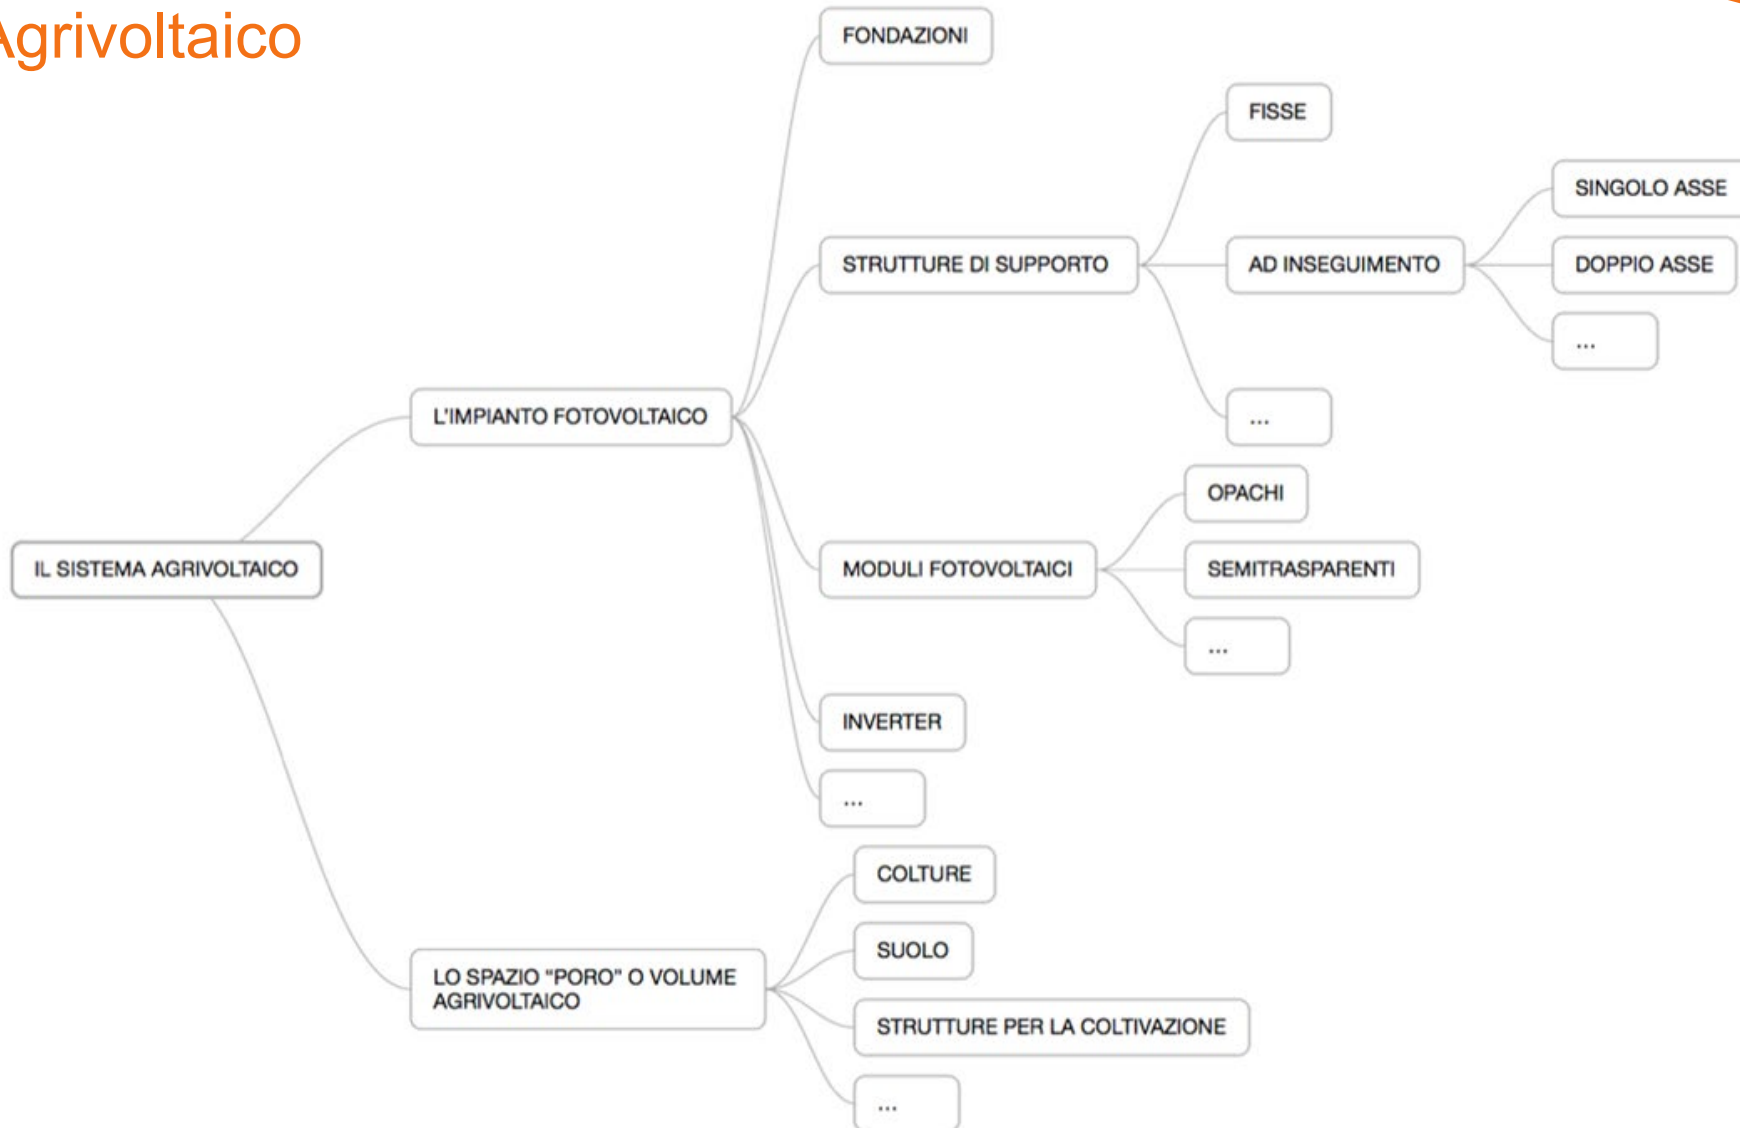 Agrivoltaico
FONDAZIONI
FISSE
SINGOLO ASSE
STRUTTURE DI SUPPORTO
AD INSEGUIMENTO
DOPPIO ASSE
...
...
L'IMPIANTO FOTOVOLTAICO
OPACHI
IL SISTEMA AGRIVOLTAICO
MODULI FOTOVOLTAICI
SEMITRASPARENTI
...
INVERTER
...
COLTURE
SUOLO
LO SPAZIO "PORO" O VOLUME
AGRIVOLTAICO
STRUTTURE PER LA COLTIVAZIONE
...